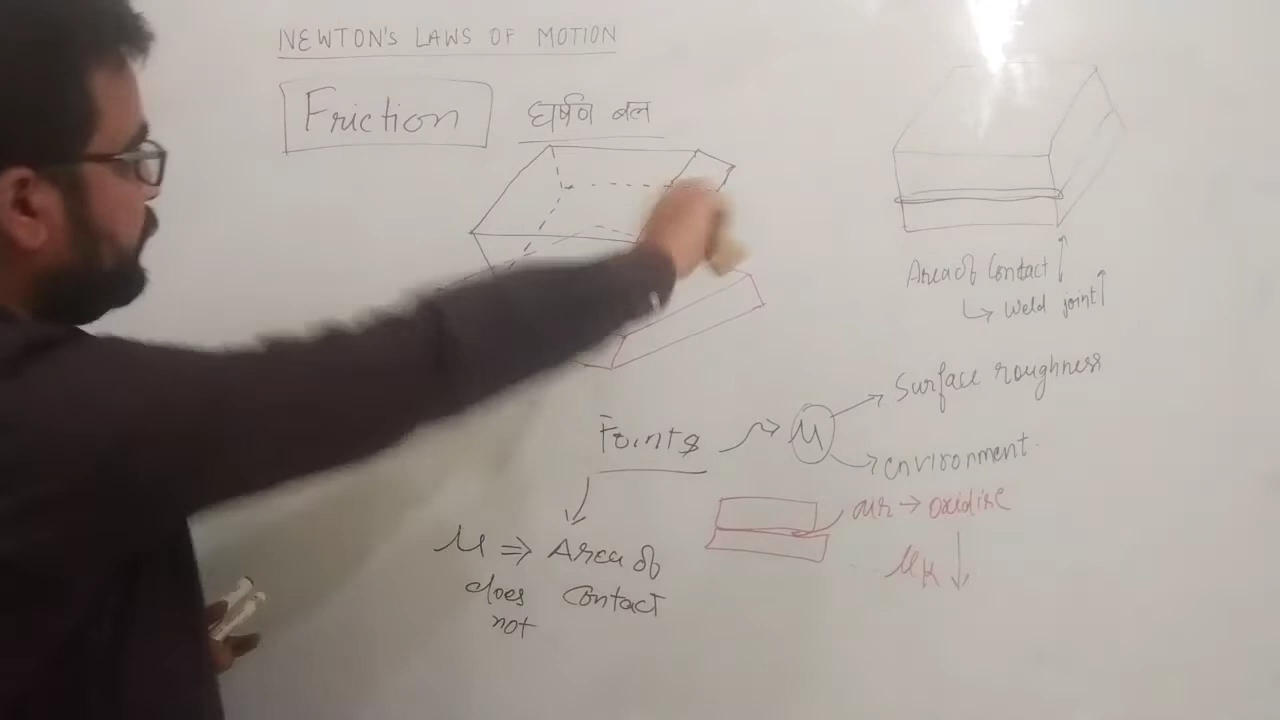 NEWTON'S LAWS OF MOTION
Friction घर्षण बल
Area of Contact ↑
↳ Weld joint ↑
Points → μ → Surface roughness
→ environment
air → oxidise
μK ↓
μ ⇒ Area of
does Contact
not